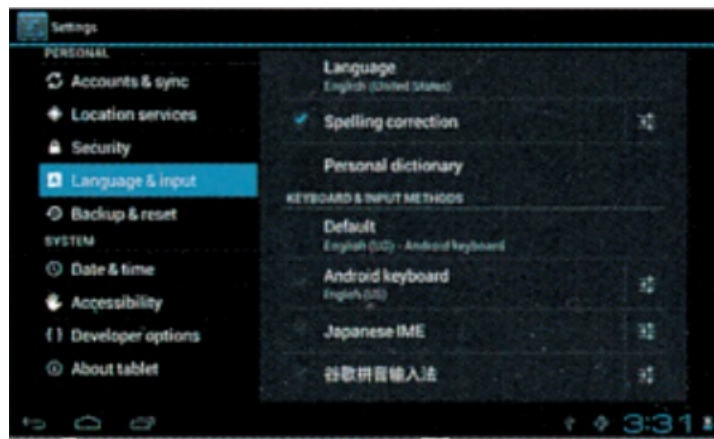 Settings
PERSONAL
Accounts & sync
Location services
Security
Language & input
Backup & reset
SYSTEM
Date & time
Accessibility
{ } Developer options
About tablet
Language
English (United States)
Spelling correction
Personal dictionary
KEYBOARD & INPUT METHODS
Default
English (US) - Android keyboard
Android keyboard
English (US)
Japanese IME
谷歌拼音输入法
3:31